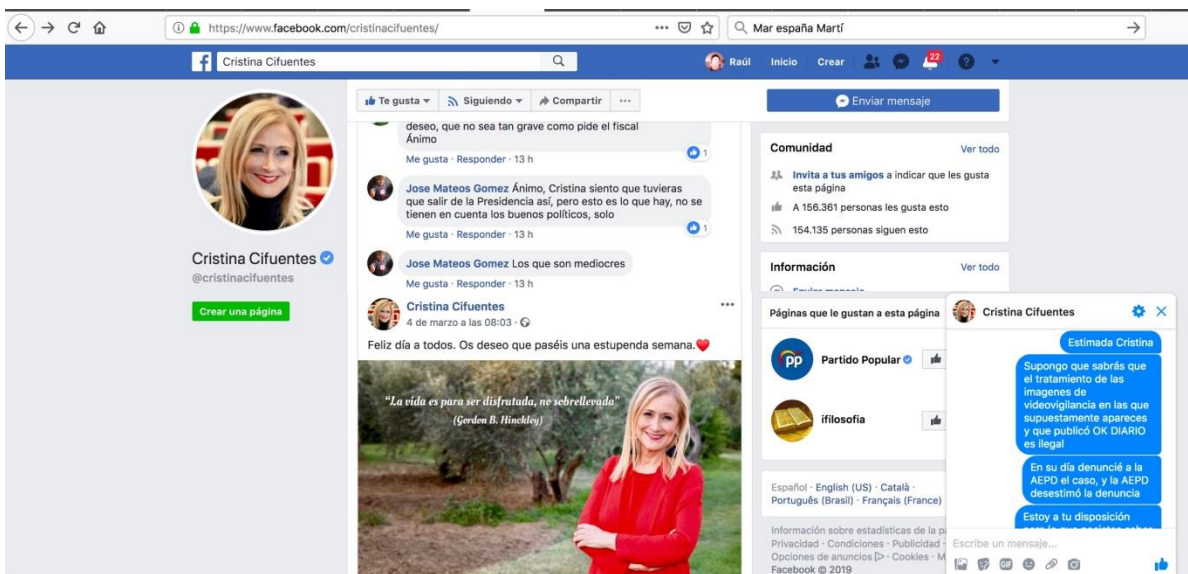 https://www.facebook.com/cristinacifuentes/
Mar españa Martí
Cristina Cifuentes
Raúl
Inicio
Crear
22
Te gusta
Siguiendo
Compartir
Enviar mensaje
Cristina Cifuentes
@cristinacifuentes
Crear una página
deseo, que no sea tan grave como pide el fiscal
Ánimo
Me gusta · Responder · 13 h
1
Jose Mateos Gomez Ánimo, Cristina siento que tuvieras
que salir de la Presidencia así, pero esto es lo que hay, no se
tienen en cuenta los buenos políticos, solo
Me gusta · Responder · 13 h
1
Jose Mateos Gomez Los que son mediocres
Me gusta · Responder · 13 h
Cristina Cifuentes
4 de marzo a las 08:03 ·
Feliz día a todos. Os deseo que paséis una estupenda semana.
“La vida es para ser disfrutada, no sobrellevada”
(Gordon B. Hinckley)
Comunidad
Ver todo
Invita a tus amigos a indicar que les gusta
esta página
A 156.361 personas les gusta esto
154.135 personas siguen esto
Información
Ver todo
Enviar mensaje
Páginas que le gustan a esta página
Partido Popular
ifilosofia
Español · English (US) · Català ·
Português (Brasil) · Français (France)
Información sobre estadísticas de la
Privacidad · Condiciones · Publicidad ·
Opciones de anuncios · Cookies ·
Facebook © 2019
Cristina Cifuentes
Estimada Cristina
Supongo que sabrás que
el tratamiento de las
imagenes de
videovigilancia en las que
supuestamente apareces
y que publicó OK DIARIO
es ilegal
En su día denuncié a la
AEPD el caso, y la AEPD
desestimó la denuncia
Estoy a tu disposición
Escribe un mensaje...
GIF